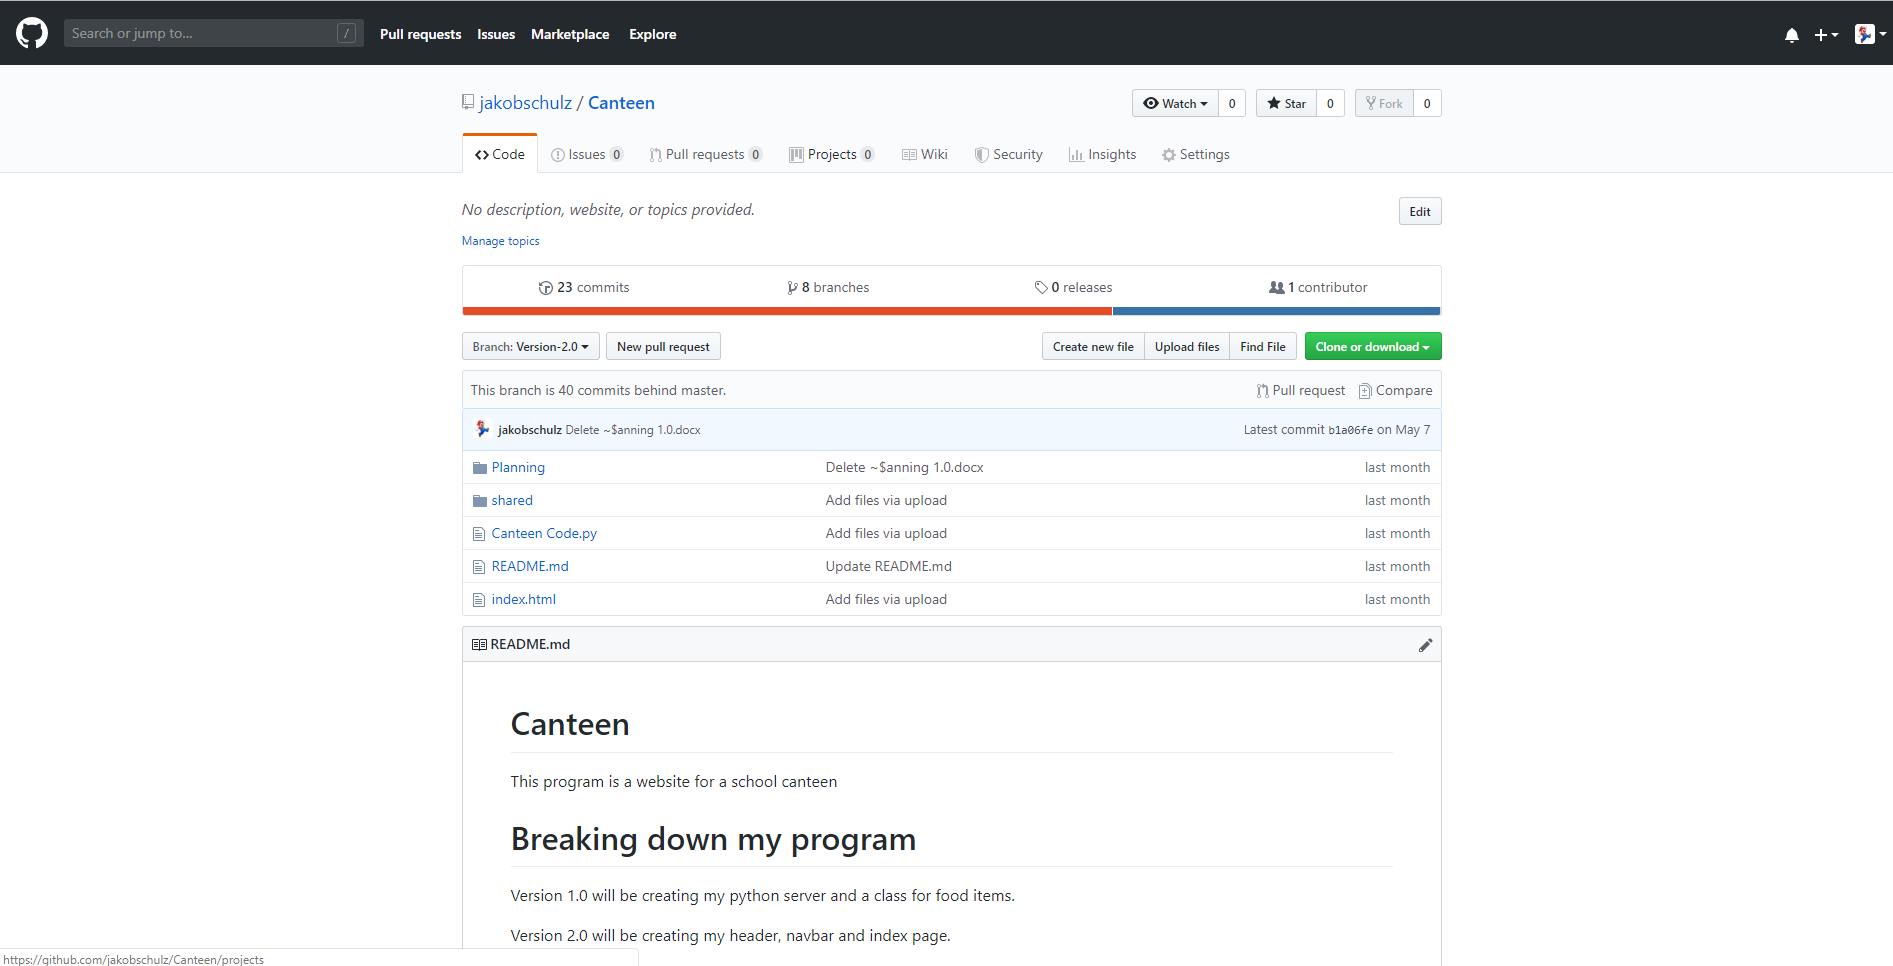 Search or jump to... / Pull requests Issues Marketplace Explore
jakobschulz / Canteen Watch 0 Star 0 Fork 0
Code Issues 0 Pull requests 0 Projects 0 Wiki Security Insights Settings
No description, website, or topics provided. Edit
Manage topics
23 commits 8 branches 0 releases 1 contributor
Branch: Version-2.0 New pull request Create new file Upload files Find File Clone or download
This branch is 40 commits behind master. Pull request Compare
jakobschulz Delete ~$anning 1.0.docx Latest commit b1a06fe on May 7
Planning Delete ~$anning 1.0.docx last month
shared Add files via upload last month
Canteen Code.py Add files via upload last month
README.md Update README.md last month
index.html Add files via upload last month
README.md
Canteen
This program is a website for a school canteen
Breaking down my program
Version 1.0 will be creating my python server and a class for food items.
Version 2.0 will be creating my header, navbar and index page.
https://github.com/jakobschulz/Canteen/projects